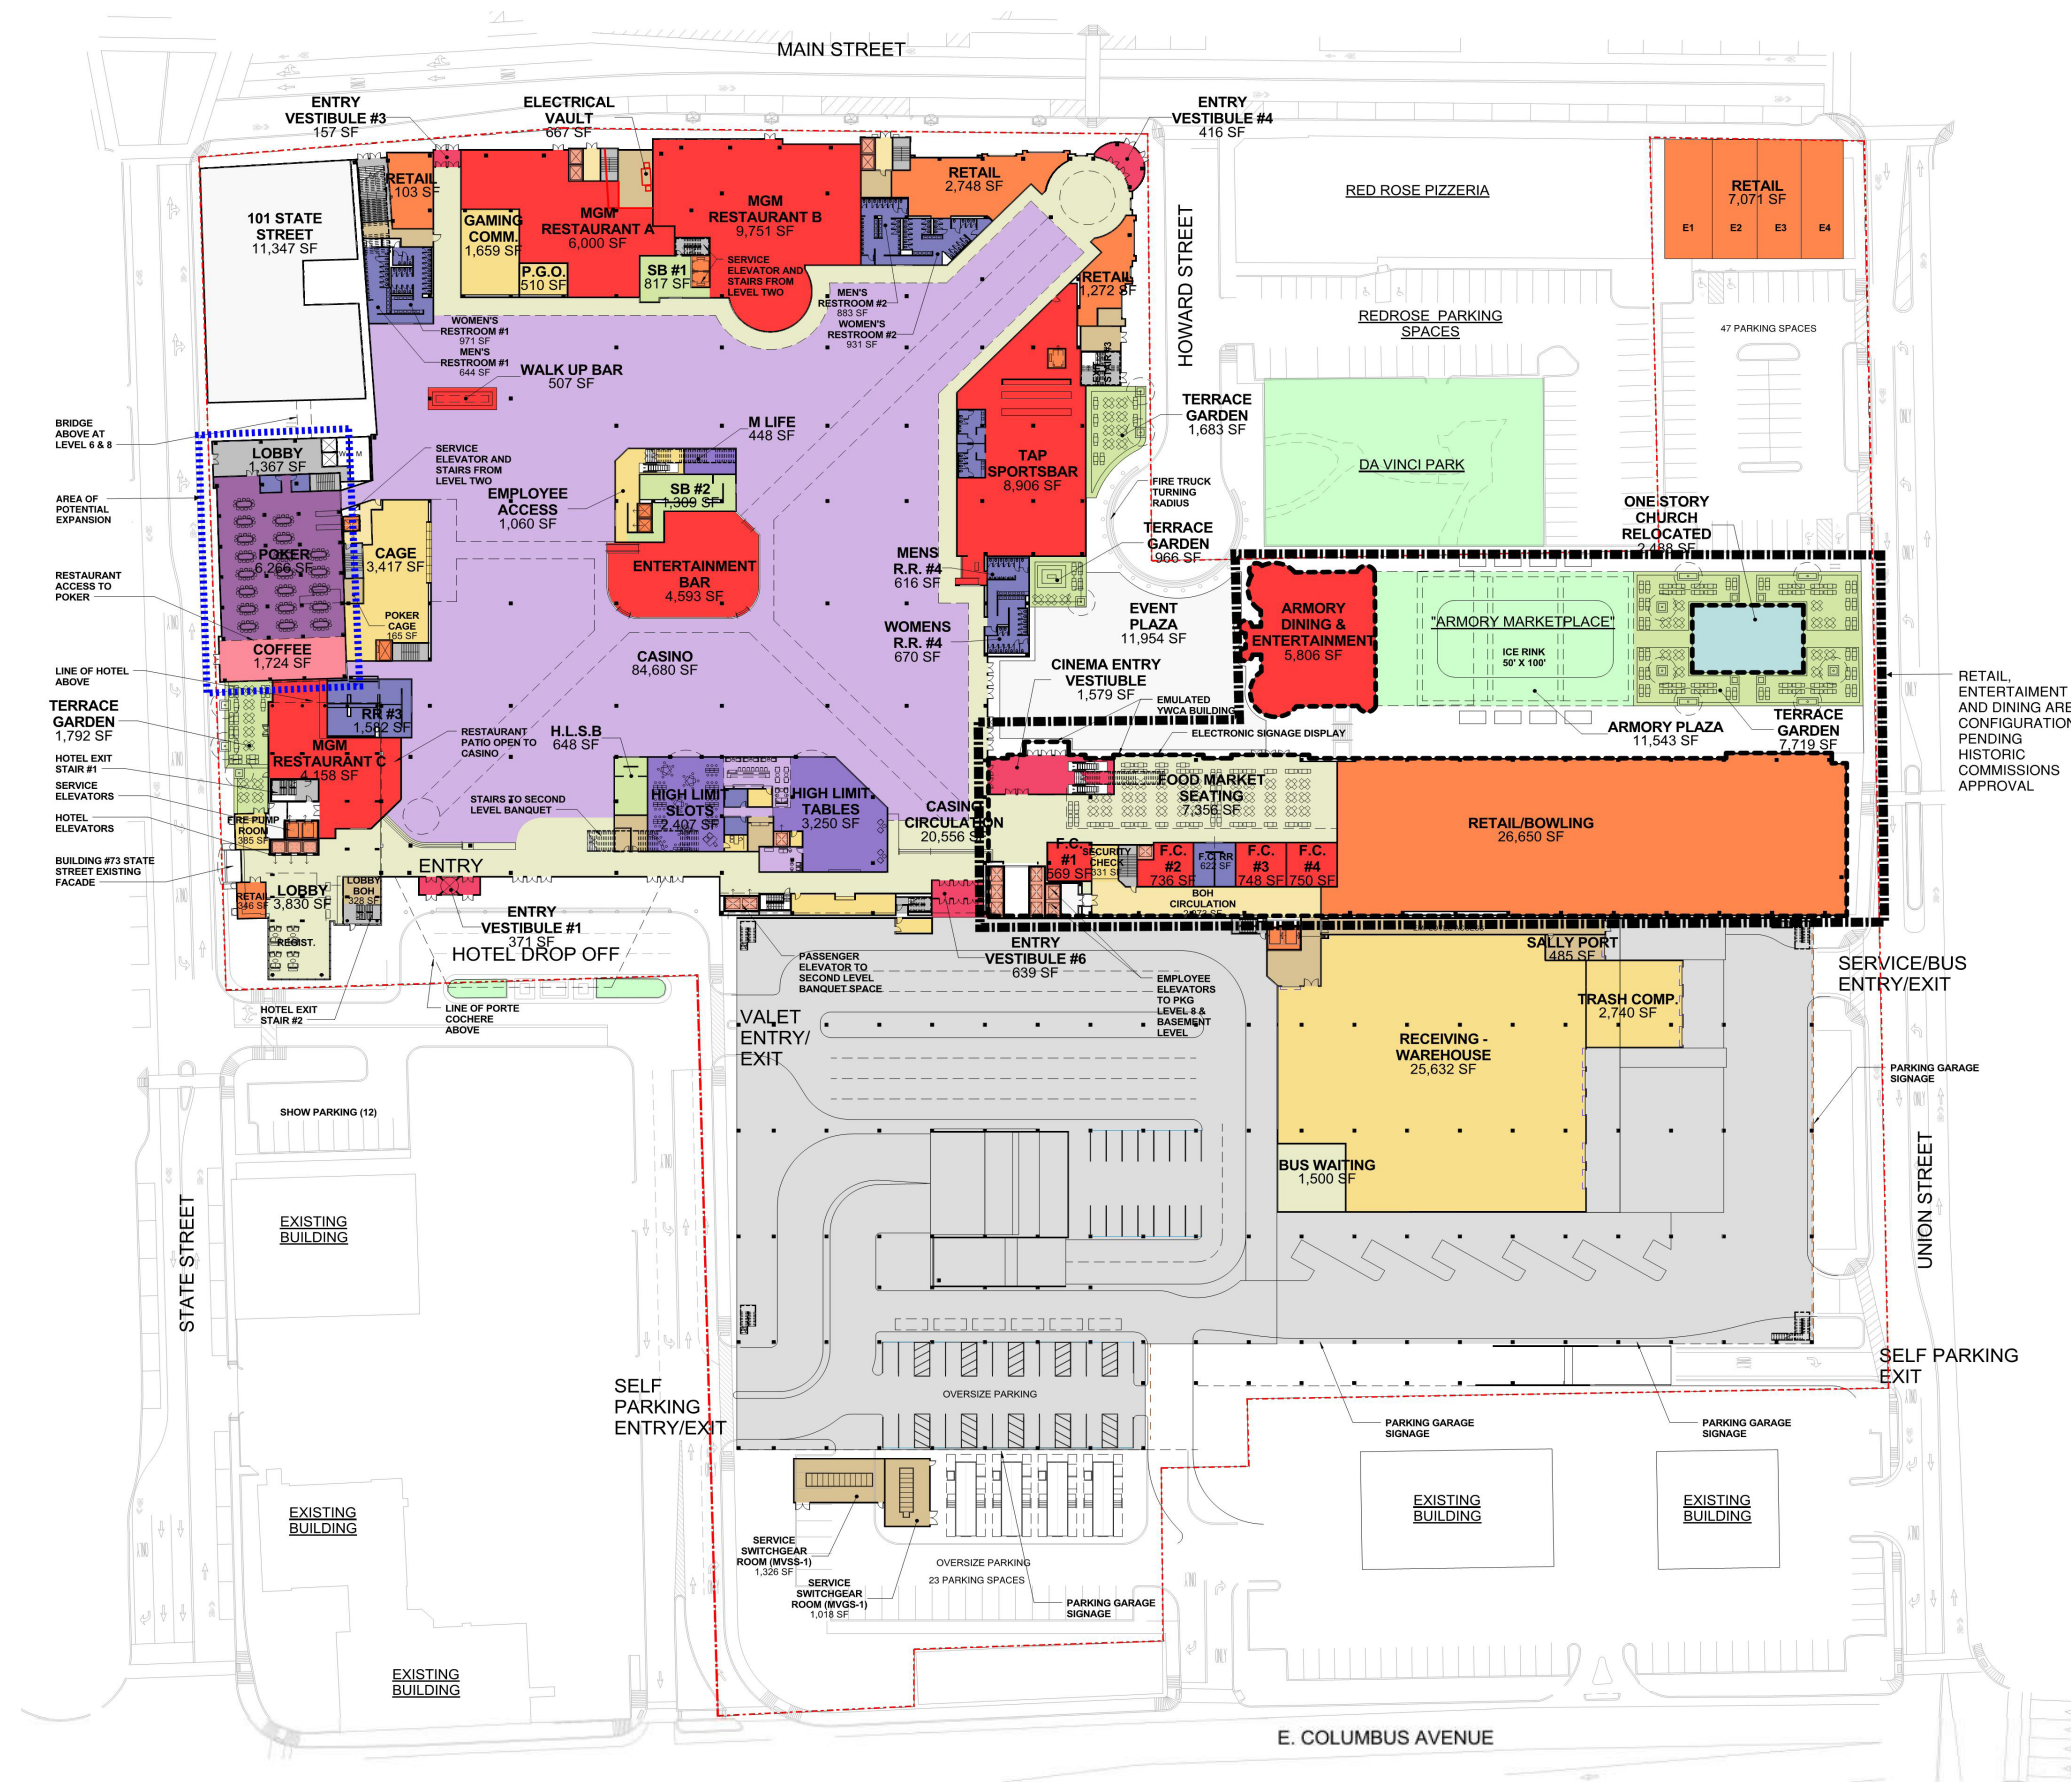 MAIN STREET
ENTRY
VESTIBULE #3
157 SF
ELECTRICAL
VAULT
667 SF
ENTRY
VESTIBULE #4
416 SF
RETAIL
103 SF
GAMING
COMM.
1,659 SF
MGM
RESTAURANT A
6,000 SF
P.G.O.
510 SF
MGM
RESTAURANT B
9,751 SF
SB #1
817 SF
SERVICE
ELEVATOR AND
STAIRS FROM
LEVEL TWO
RETAIL
2,748 SF
RETAIL
1,272 SF
101 STATE
STREET
11,347 SF
WOMEN'S
RESTROOM #1
971 SF
MEN'S
RESTROOM #1
644 SF
MEN'S
RESTROOM #2
883 SF
WOMEN'S
RESTROOM #2
931 SF
HOWARD STREET
RED ROSE PIZZERIA
REDROSE PARKING
SPACES
RETAIL
7,071 SF
E1
E2
E3
E4
47 PARKING SPACES
WALK UP BAR
507 SF
M LIFE
448 SF
BRIDGE
ABOVE AT
LEVEL 6 & 8
LOBBY
1,367 SF
SERVICE
ELEVATOR AND
STAIRS FROM
LEVEL TWO
AREA OF
POTENTIAL
EXPANSION
EMPLOYEE
ACCESS
1,060 SF
SB #2
1,309 SF
TAP
SPORTSBAR
8,906 SF
STAIR #3
TERRACE
GARDEN
1,683 SF
FIRE TRUCK
TURNING
RADIUS
TERRACE
GARDEN
966 SF
DA VINCI PARK
ONE STORY
CHURCH
RELOCATED
2,488 SF
POKER
6,266 SF
CAGE
3,417 SF
POKER
CAGE
165 SF
RESTAURANT
ACCESS TO
POKER
COFFEE
1,724 SF
ENTERTAINMENT
BAR
4,593 SF
MENS
R.R. #4
616 SF
WOMENS
R.R. #4
670 SF
EVENT
PLAZA
11,954 SF
ARMORY
DINING &
ENTERTAINMENT
5,806 SF
"ARMORY MARKETPLACE"
ICE RINK
50' X 100'
CASINO
84,680 SF
CINEMA ENTRY
VESTIUBLE
1,579 SF
EMULATED
YWCA BUILDING
ELECTRONIC SIGNAGE DISPLAY
ARMORY PLAZA
11,543 SF
TERRACE
GARDEN
7,719 SF
RETAIL,
ENTERTAIMENT
AND DINING ARE
CONFIGURATION
PENDING
HISTORIC
COMMISSIONS
APPROVAL
LINE OF HOTEL
ABOVE
TERRACE
GARDEN
1,792 SF
RR #3
1,582 SF
MGM
RESTAURANT C
4,158 SF
RESTAURANT
PATIO OPEN TO
CASINO
H.L.S.B
648 SF
HOTEL EXIT
STAIR #1
SERVICE
ELEVATORS
HOTEL
ELEVATORS
FIRE PUMP
ROOM
385 SF
BUILDING #73 STATE
STREET EXISTING
FACADE
STAIRS TO SECOND
LEVEL BANQUET
HIGH LIMIT
SLOTS
2,407 SF
HIGH LIMIT
TABLES
3,250 SF
CASINO
CIRCULATION
20,556 SF
FOOD MARKET
SEATING
7,356 SF
RETAIL/BOWLING
26,650 SF
F.C.
#1
569 SF
SECURITY
CHECK
331 SF
F.C.
#2
736 SF
F.C. RR
622 SF
F.C.
#3
748 SF
F.C.
#4
750 SF
BOH
CIRCULATION
ENTRY
RETAIL
346 SF
LOBBY
3,830 SF
LOBBY
BOH
328 SF
REGIST.
ENTRY
VESTIBULE #1
371 SF
HOTEL DROP OFF
HOTEL EXIT
STAIR #2
LINE OF PORTE
COCHERE
ABOVE
PASSENGER
ELEVATOR TO
SECOND LEVEL
BANQUET SPACE
ENTRY
VESTIBULE #6
639 SF
EMPLOYEE
ELEVATORS
TO PKG
LEVEL 8 &
BASEMENT
LEVEL
SALLY PORT
485 SF
SERVICE/BUS
ENTRY/EXIT
TRASH COMP.
2,740 SF
VALET
ENTRY/
EXIT
RECEIVING -
WAREHOUSE
25,632 SF
BUS WAITING
1,500 SF
PARKING GARAGE
SIGNAGE
SHOW PARKING (12)
STATE STREET
UNION STREET
EXISTING
BUILDING
SELF
PARKING
ENTRY/EXIT
OVERSIZE PARKING
SELF PARKING
EXIT
PARKING GARAGE
SIGNAGE
PARKING GARAGE
SIGNAGE
EXISTING
BUILDING
EXISTING
BUILDING
EXISTING
BUILDING
SERVICE
SWITCHGEAR
ROOM (MVSS-1)
1,326 SF
SERVICE
SWITCHGEAR
ROOM (MVGS-1)
1,018 SF
OVERSIZE PARKING
23 PARKING SPACES
PARKING GARAGE
SIGNAGE
EXISTING
BUILDING
E. COLUMBUS AVENUE
ONLY